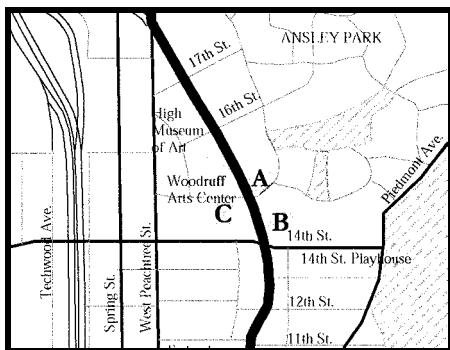 ANSLEY PARK
17th St.
16th St.
High
Museum
of Art
Piedmont Ave.
Woodruff
Arts Center
A
C
B
14th St.
14th St. Playhouse
Techwood Ave.
Spring St.
West Peachtree St.
12th St.
11th St.